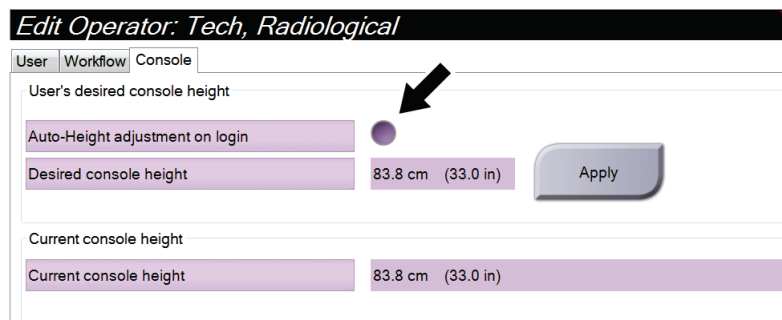 Edit Operator: Tech, Radiological
User Workflow Console
User's desired console height
Auto-Height adjustment on login
Desired console height 83.8 cm (33.0 in) Apply
Current console height
Current console height 83.8 cm (33.0 in)